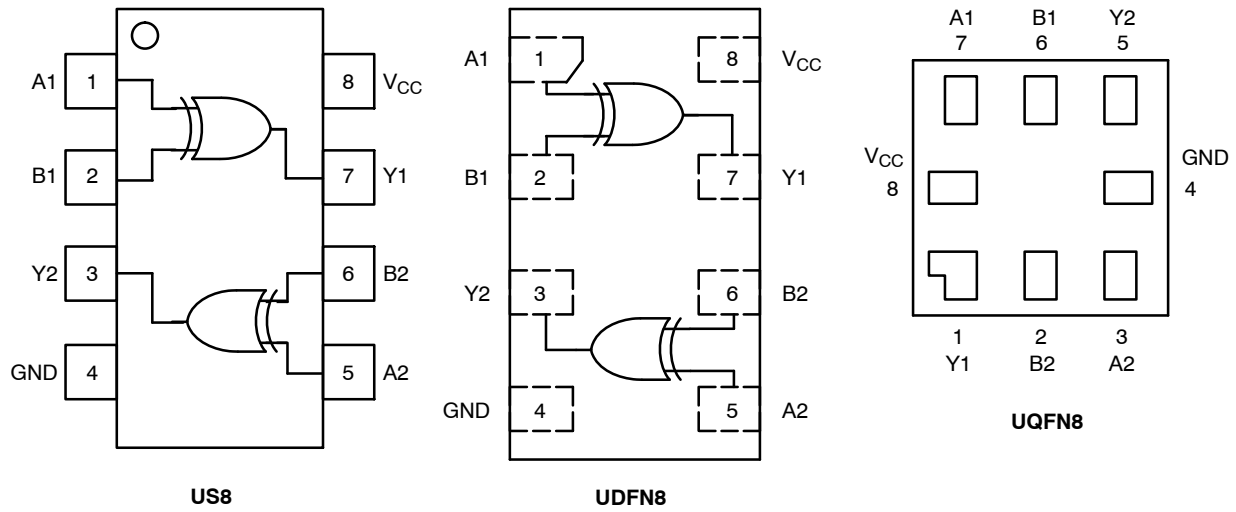 A1 1 8 VCC
B1 2 7 Y1
Y2 3 6 B2
GND 4 5 A2
US8
A1 1 8 VCC
B1 2 7 Y1
Y2 3 6 B2
GND 4 5 A2
UDFN8
A1 B1 Y2
7 6 5
VCC GND
8 4
1 2 3
Y1 B2 A2
UQFN8